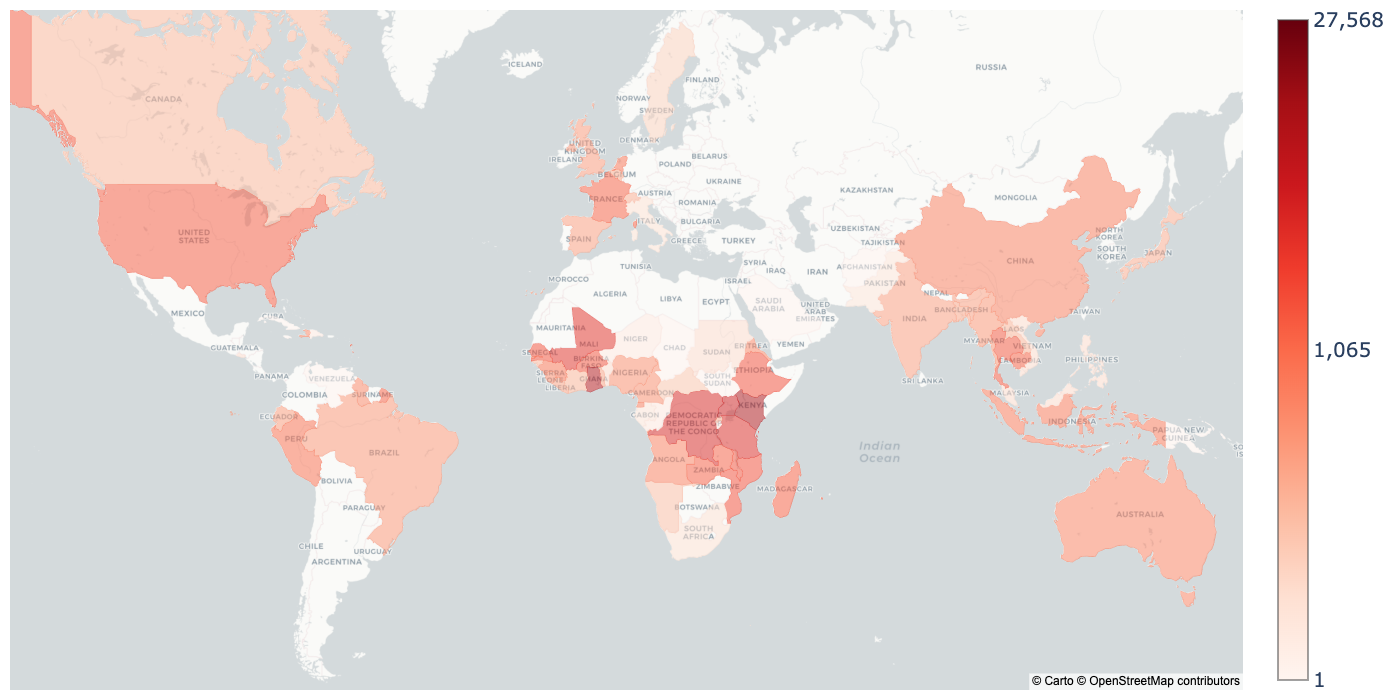 27,568
1,065
1
ICELAND
RUSSIA
FINLAND
NORWAY
SWEDEN
CANADA
DENMARK
UNITED
KINGDOM
IRELAND
BELARUS
POLAND
BELGIUM
UKRAINE
AUSTRIA
KAZAKHSTAN
MONGOLIA
FRANCE
ROMANIA
ITALY
BULGARIA
UZBEKISTAN
NORTH
KOREA
UNITED
STATES
SPAIN
GREECE
TURKEY
TAJIKISTAN
SOUTH
KOREA
JAPAN
CHINA
TUNISIA
SYRIA
IRAQ
IRAN
AFGHANISTAN
MOROCCO
ISRAEL
PAKISTAN
ALGERIA
LIBYA
EGYPT
NEPAL
SAUDI
ARABIA
UNITED
ARAB
EMIRATES
BANGLADESH
TAIWAN
MEXICO
CUBA
INDIA
MAURITANIA
LAOS
MYANMAR
VIETNAM
MALI
NIGER
CHAD
SUDAN
ERITREA
YEMEN
GUATEMALA
SENEGAL
BURKINA
FASO
CAMBODIA
PHILIPPINES
ETHIOPIA
SIERRA
LEONE
GHANA
NIGERIA
SOUTH
SUDAN
SRI LANKA
PANAMA
VENEZUELA
LIBERIA
CAMEROON
MALAYSIA
COLOMBIA
SURINAME
KENYA
ECUADOR
GABON
DEMOCRATIC
REPUBLIC OF
THE CONGO
INDONESIA
PAPUA NEW
GUINEA
PERU
BRAZIL
Indian
Ocean
ANGOLA
ZAMBIA
BOLIVIA
ZIMBABWE
MADAGASCAR
PARAGUAY
BOTSWANA
AUSTRALIA
SOUTH
AFRICA
CHILE
URUGUAY
ARGENTINA
© Carto © OpenStreetMap contributors